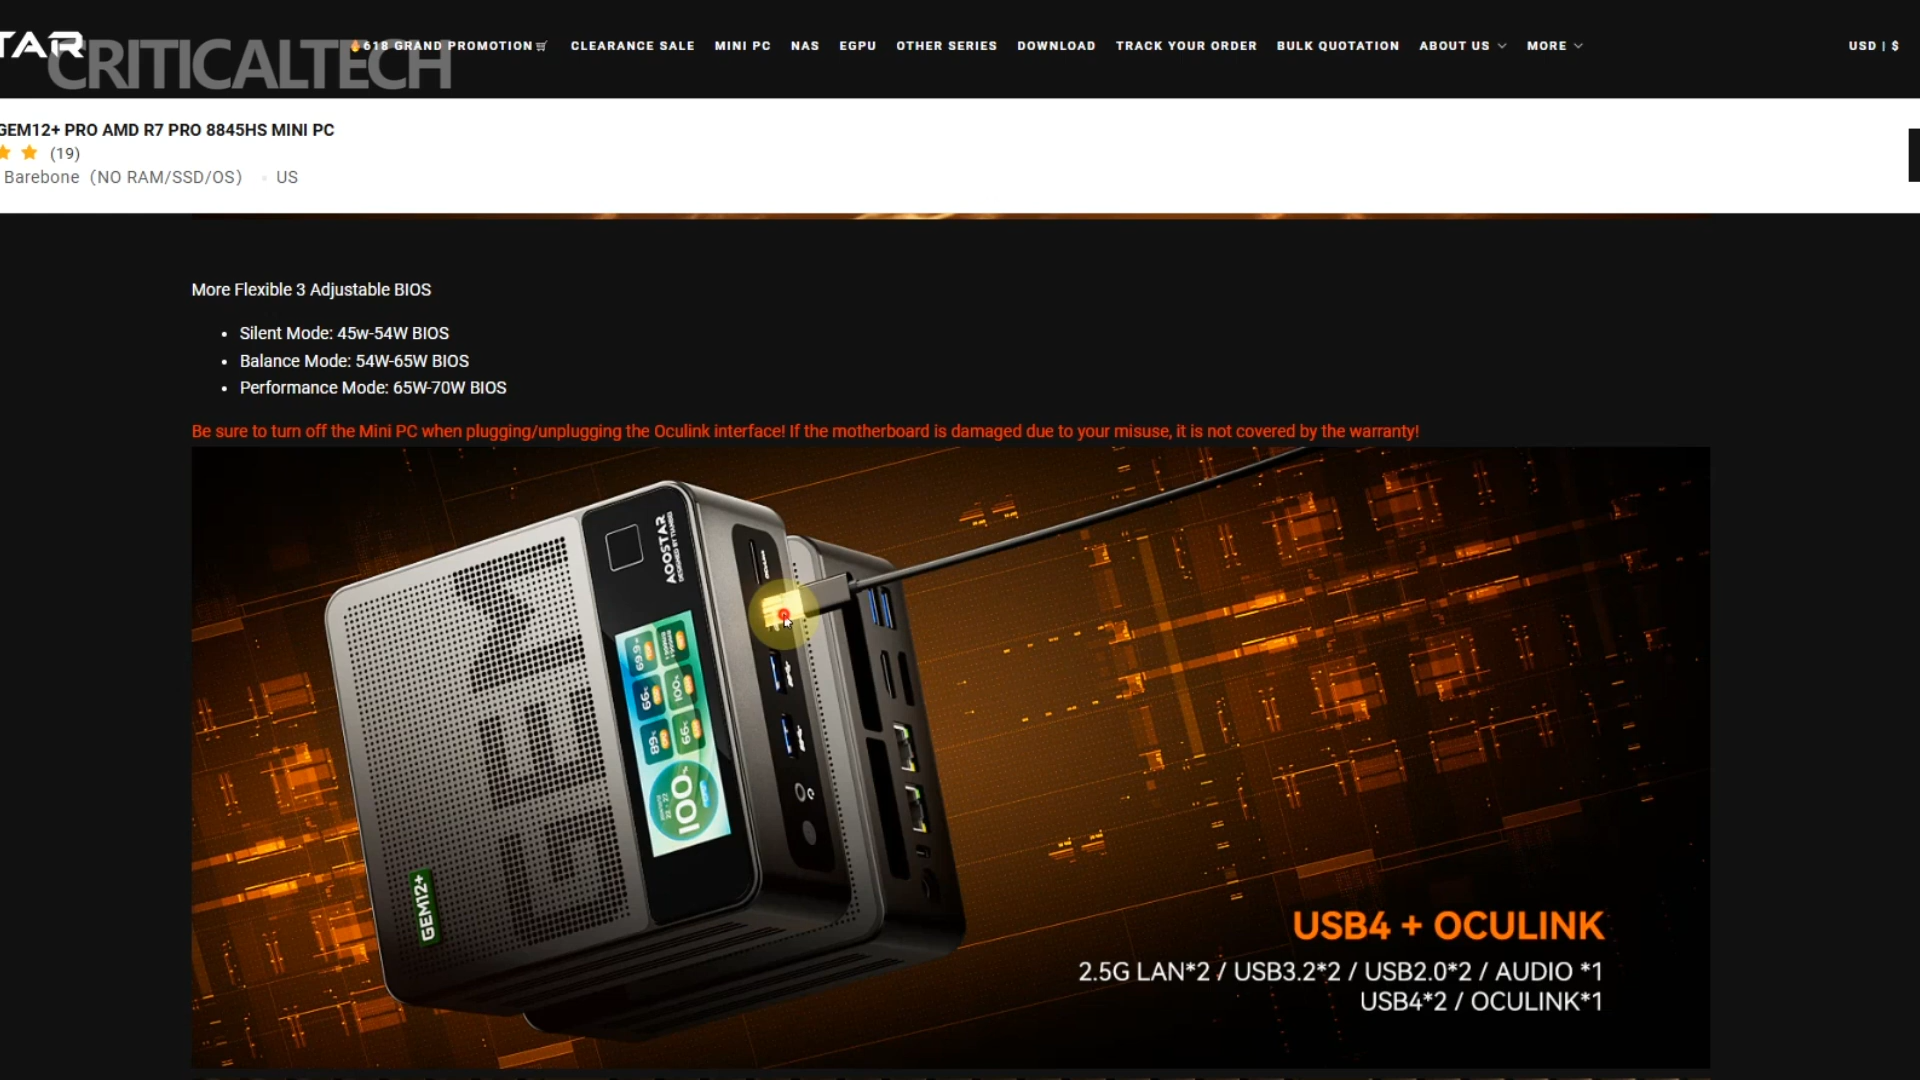 TAR
CRITICALTECH
🔥618 GRAND PROMOTION🛒 CLEARANCE SALE MINI PC NAS EGPU OTHER SERIES DOWNLOAD TRACK YOUR ORDER BULK QUOTATION ABOUT US MORE USD | $
GEM12+ PRO AMD R7 PRO 8845HS MINI PC
(19)
Barebone（NO RAM/SSD/OS） US
More Flexible 3 Adjustable BIOS
• Silent Mode: 45w-54W BIOS
• Balance Mode: 54W-65W BIOS
• Performance Mode: 65W-70W BIOS
Be sure to turn off the Mini PC when plugging/unplugging the Oculink interface! If the motherboard is damaged due to your misuse, it is not covered by the warranty!
AOOSTAR
GEM
GEM12+
100%
USB4 + OCULINK
2.5G LAN*2 / USB3.2*2 / USB2.0*2 / AUDIO *1
USB4*2 / OCULINK*1